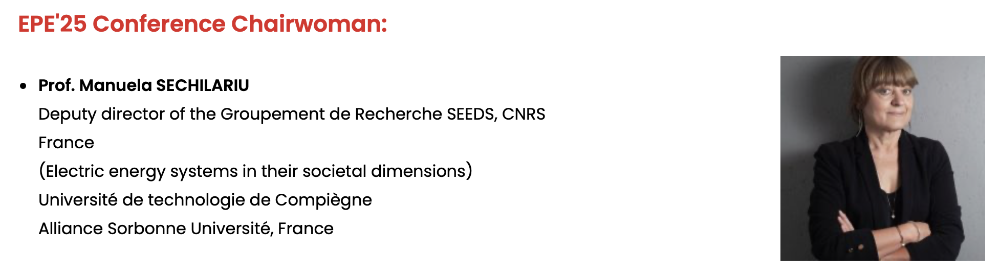 EPE'25 Conference Chairwoman:
• Prof. Manuela SECHILARIU
Deputy director of the Groupement de Recherche SEEDS, CNRS
France
(Electric energy systems in their societal dimensions)
Université de technologie de Compiègne
Alliance Sorbonne Université, France